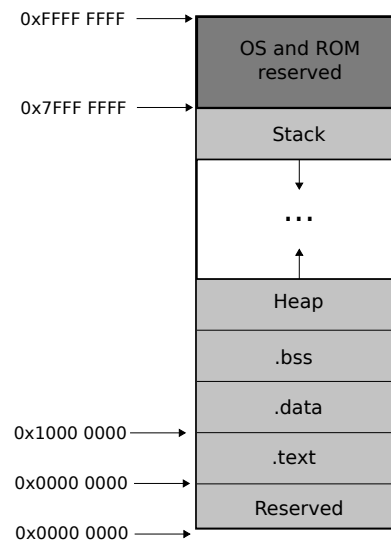 0xFFFF FFFF
OS and ROM
reserved
0x7FFF FFFF
Stack
...
Heap
.bss
.data
0x1000 0000
.text
0x0000 0000
Reserved
0x0000 0000